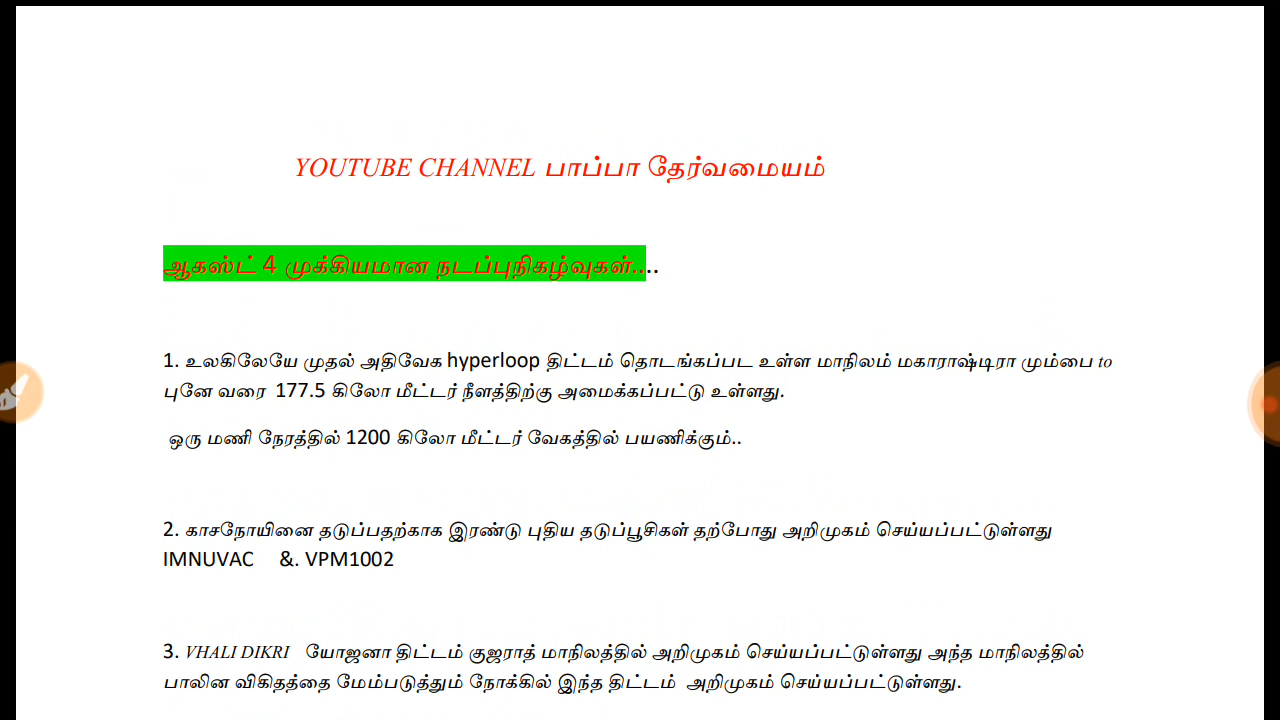 YOUTUBE CHANNEL பாப்பா தேர்வமையம்
ஆகஸ்ட் 4 முக்கியமான நடப்புநிகழ்வுகள்....
1. உலகிலேயே முதல் அதிவேக hyperloop திட்டம் தொடங்கப்பட உள்ள மாநிலம் மகாராஷ்டிரா மும்பை to
புனே வரை 177.5 கிலோ மீட்டர் நீளத்திற்கு அமைக்கப்பட்டு உள்ளது.
ஒரு மணி நேரத்தில் 1200 கிலோ மீட்டர் வேகத்தில் பயணிக்கும்..
2. காசநோயினை தடுப்பதற்காக இரண்டு புதிய தடுப்பூசிகள் தற்போது அறிமுகம் செய்யப்பட்டுள்ளது
IMNUVAC &. VPM1002
3. VHALI DIKRI யோஜனா திட்டம் குஜராத் மாநிலத்தில் அறிமுகம் செய்யப்பட்டுள்ளது அந்த மாநிலத்தில்
பாலின விகிதத்தை மேம்படுத்தும் நோக்கில் இந்த திட்டம் அறிமுகம் செய்யப்பட்டுள்ளது.